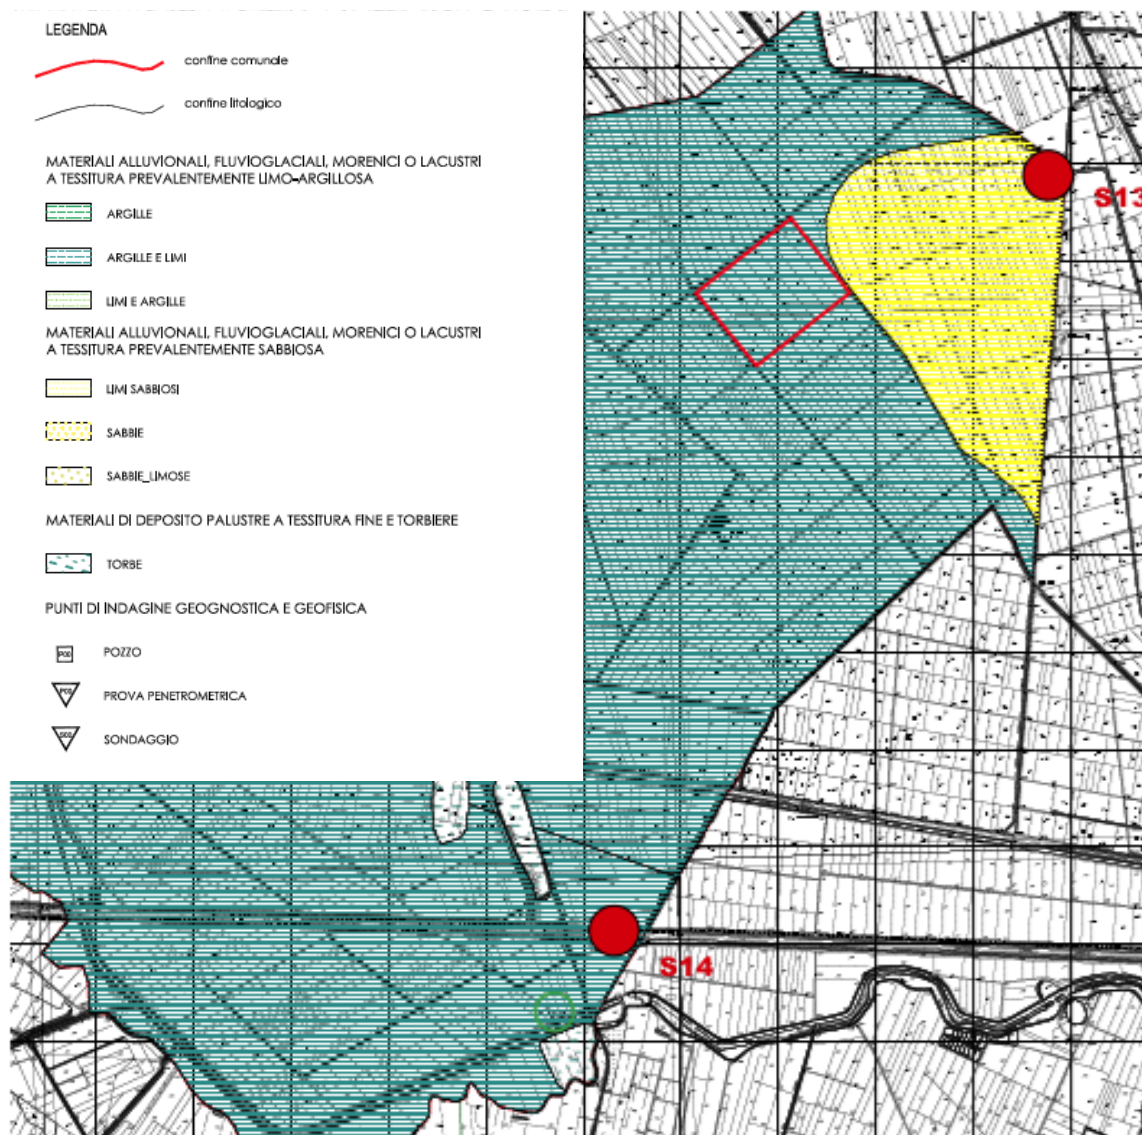 LEGENDA
confine comunale
confine litologico
MATERIALI ALLUVIONALI, FLUVIOGLACIALI, MORENICI O LACUSTRI
A TESSITURA PREVALENTEMENTE LIMO-ARGILLOSA
ARGILLE
ARGILLE E LIMI
LIMI E ARGILLE
MATERIALI ALLUVIONALI, FLUVIOGLACIALI, MORENICI O LACUSTRI
A TESSITURA PREVALENTEMENTE SABBIOSA
LIMI SABBIOSI
SABBIE
SABBIE_LIMOSE
MATERIALI DI DEPOSITO PALUSTRE A TESSITURA FINE E TORBIERE
TORBE
PUNTI DI INDAGINE GEOGNOSTICA E GEOFISICA
POZZO
PROVA PENETROMETRICA
SONDAGGIO
S13
S14